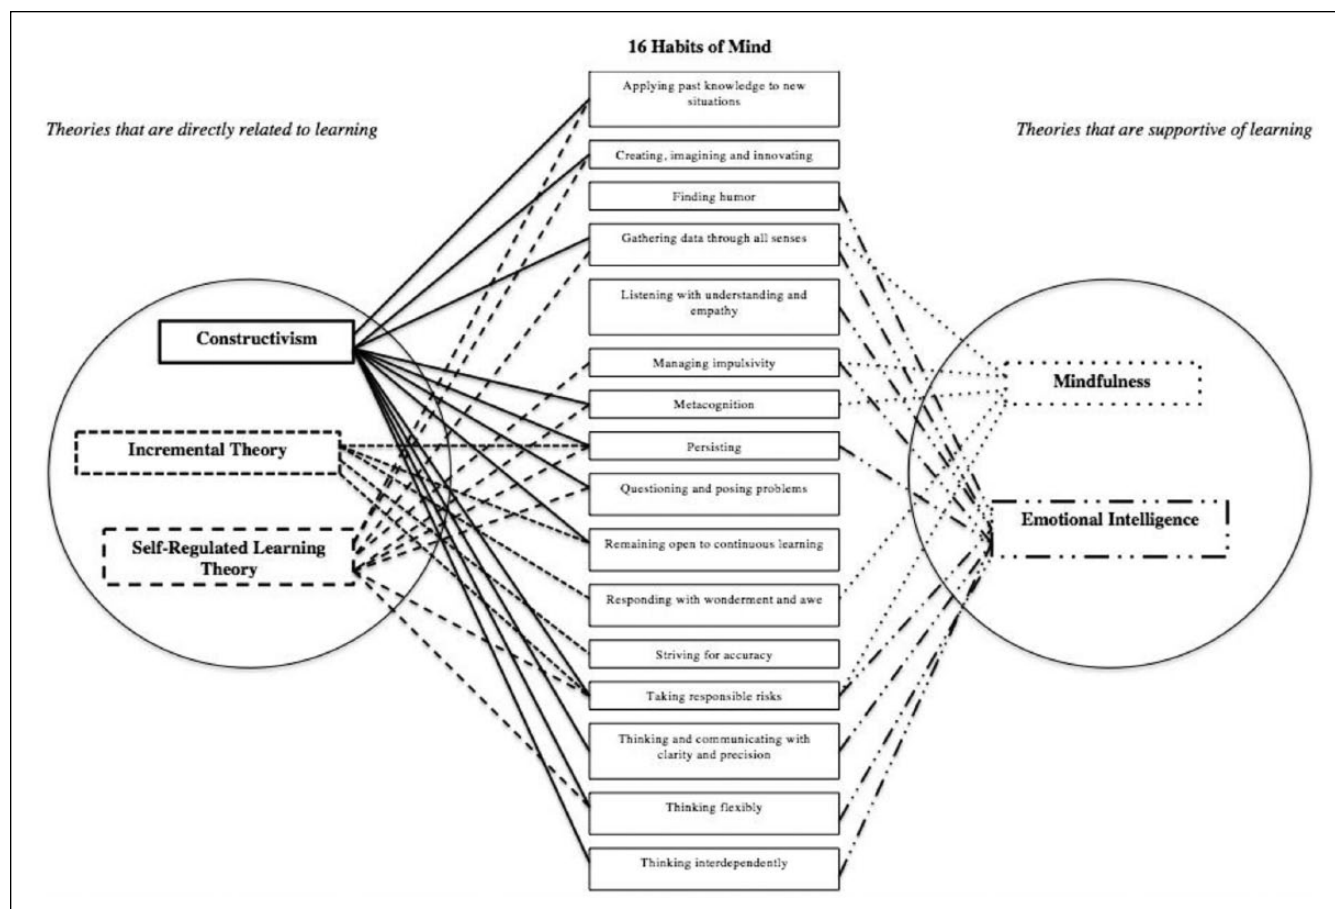 16 Habits of Mind
Theories that are directly related to learning
Theories that are supportive of learning
Applying past knowledge to new
situations
Creating, imagining and innovating
Finding humor
Gathering data through all senses
Listening with understanding and
empathy
Managing impulsivity
Metacognition
Persisting
Questioning and posing problems
Remaining open to continuous learning
Responding with wonderment and awe
Striving for accuracy
Taking responsible risks
Thinking and communicating with
clarity and precision
Thinking flexibly
Thinking interdependently
Constructivism
Incremental Theory
Self-Regulated Learning
Theory
Mindfulness
Emotional Intelligence